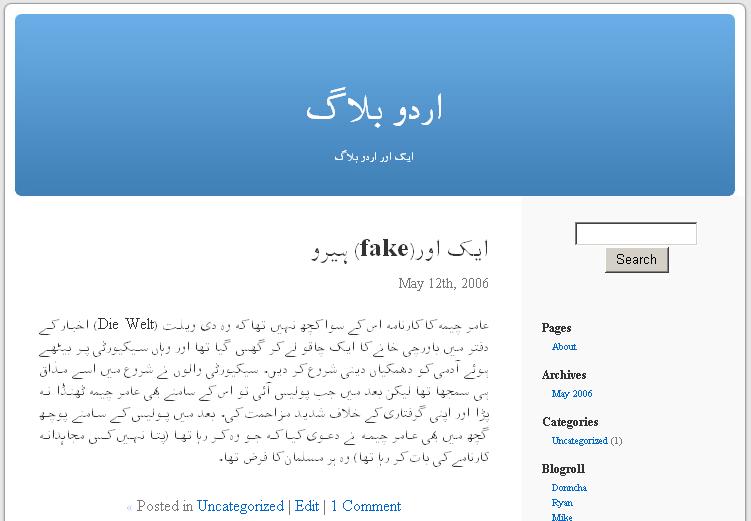 اردو بلاگ
ایک اور اردو بلاگ
ایک اور (fake) ہیرو
May 12th, 2006
عامر چیمہ کا کارنامہ اس کے سوا کچھ نہیں تھا کہ وہ دی ویلٹ (Die Welt) اخبار کے
دفتر میں باورچی خانے کا ایک چاقو لے کر گھس گیا تھا اور وہاں سیکیورٹی پر بیٹھے
ہوئے آدمی کو دھمکیاں دینی شروع کر دیں۔ سیکیورٹی والوں نے شروع میں اسے مذاق
ہی سمجھا تھا لیکن بعد میں جب پولیس آئی تو اس کے سامنے بھی عامر چیمہ ٹھنڈا نہ
پڑا اور اپنی گرفتاری کے خلاف شدید مزاحمت کی۔ بعد میں پولیس کے سامنے پوچھ
گچھ میں بھی عامر چیمہ نے دعوی کیا کہ جو وہ کر رہا تھا (پتا نہیں کس مجاہدانہ
کارنامے کی بات کر رہا تھا) وہ ہر مسلمان کا فرض تھا۔
« Posted in Uncategorized | Edit | 1 Comment
Search
Pages
About
Archives
May 2006
Categories
Uncategorized (1)
Blogroll
Donncha
Ryan
Mike